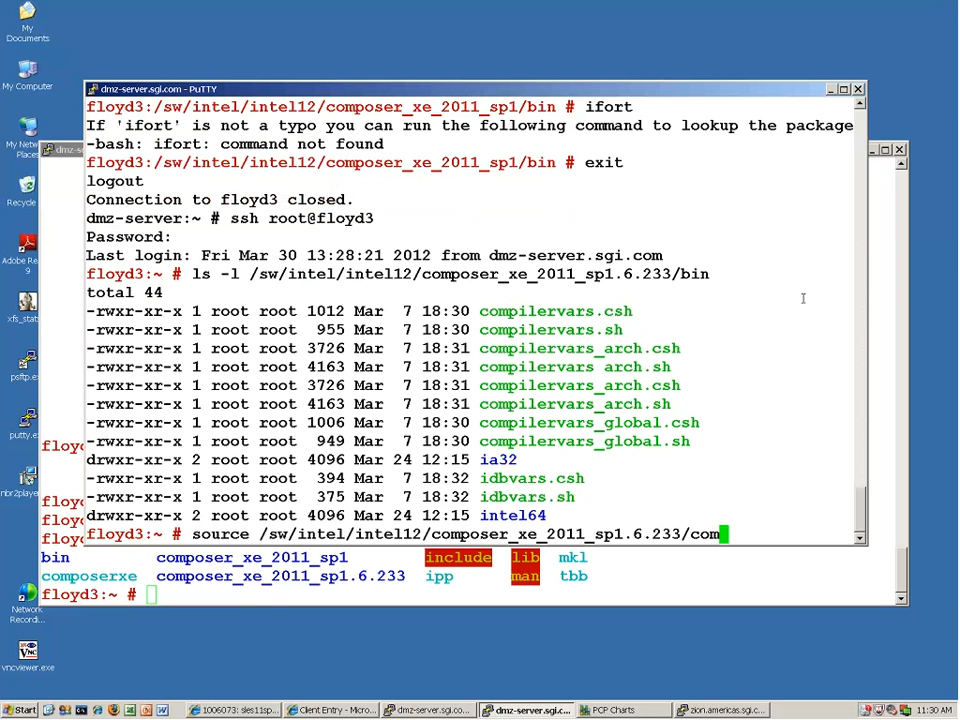 My
Documents
My Computer
My Netw
Places
Recycle
Adobe Rea
9
xfs_stats
psftp.ex
putty.ex
nbr2player
Network
Recordi...
vncviewer.exe
dmz-server.sgi.com - PuTTY
floyd3:/sw/intel/intel12/composer_xe_2011_sp1/bin # ifort
If 'ifort' is not a typo you can run the following command to lookup the package
-bash: ifort: command not found
floyd3:/sw/intel/intel12/composer_xe_2011_sp1/bin # exit
logout
Connection to floyd3 closed.
dmz-server:~ # ssh root@floyd3
Password:
Last login: Fri Mar 30 13:28:21 2012 from dmz-server.sgi.com
floyd3:~ # ls -l /sw/intel/intel12/composer_xe_2011_sp1.6.233/bin
total 44
-rwxr-xr-x 1 root root 1012 Mar  7 18:30 compilervars.csh
-rwxr-xr-x 1 root root  955 Mar  7 18:30 compilervars.sh
-rwxr-xr-x 1 root root 3726 Mar  7 18:31 compilervars_arch.csh
-rwxr-xr-x 1 root root 4163 Mar  7 18:31 compilervars arch.sh
-rwxr-xr-x 1 root root 3726 Mar  7 18:31 compilervars_arch.csh
-rwxr-xr-x 1 root root 4163 Mar  7 18:31 compilervars_arch.sh
-rwxr-xr-x 1 root root 1006 Mar  7 18:30 compilervars_global.csh
-rwxr-xr-x 1 root root  949 Mar  7 18:30 compilervars_global.sh
drwxr-xr-x 2 root root 4096 Mar 24 12:15 ia32
-rwxr-xr-x 1 root root  394 Mar  7 18:32 idbvars.csh
-rwxr-xr-x 1 root root  375 Mar  7 18:32 idbvars.sh
drwxr-xr-x 2 root root 4096 Mar 24 12:15 intel64
floyd3:~ # source /sw/intel/intel12/composer_xe_2011_sp1.6.233/com
dmz-se
floyd
floyd
floyd
floyd
bin composer_xe_2011_sp1 include lib mkl
composerxe composer_xe_2011_sp1.6.233 ipp man tbb
floyd3:~ #
Start 1006073: sles11sp... Client Entry - Micro... dmz-server.sgi.co... dmz-server.sgi.c... PCP Charts zion.americas.sgi.c... 11:30 AM